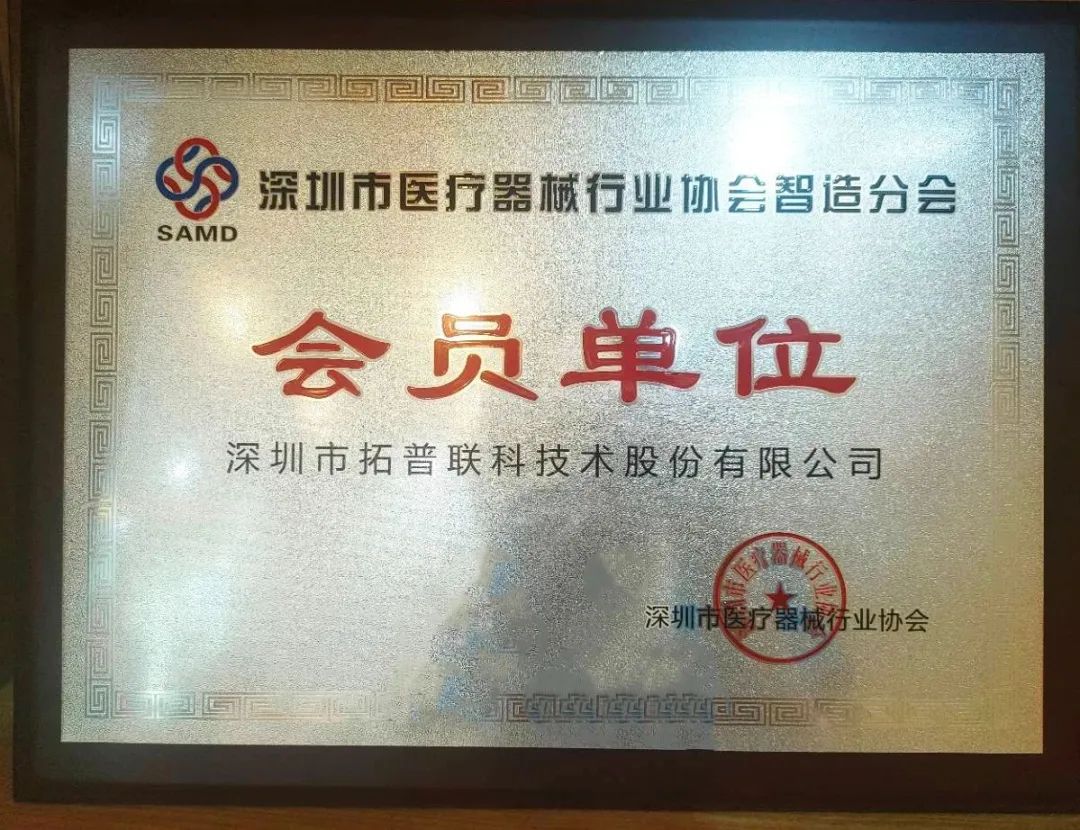 深圳市医疗器械行业协会智造分会
SAMD
会员单位
深圳市拓普联科技术股份有限公司
深圳市医疗器械行业协会